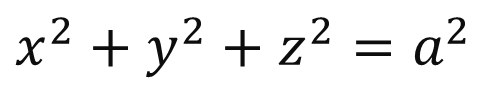 x² + y² + z² = a²